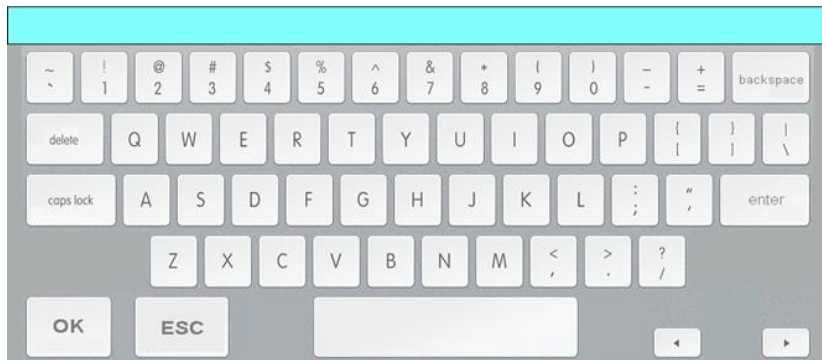 ~ ! @ # $ % ^ & * ( ) – +
` 1 2 3 4 5 6 7 8 9 0 - = backspace
{ } |
delete Q W E R T Y U I O P [ ] \
: "
caps lock A S D F G H J K L ; , enter
< > ?
Z X C V B N M , . /
OK ESC